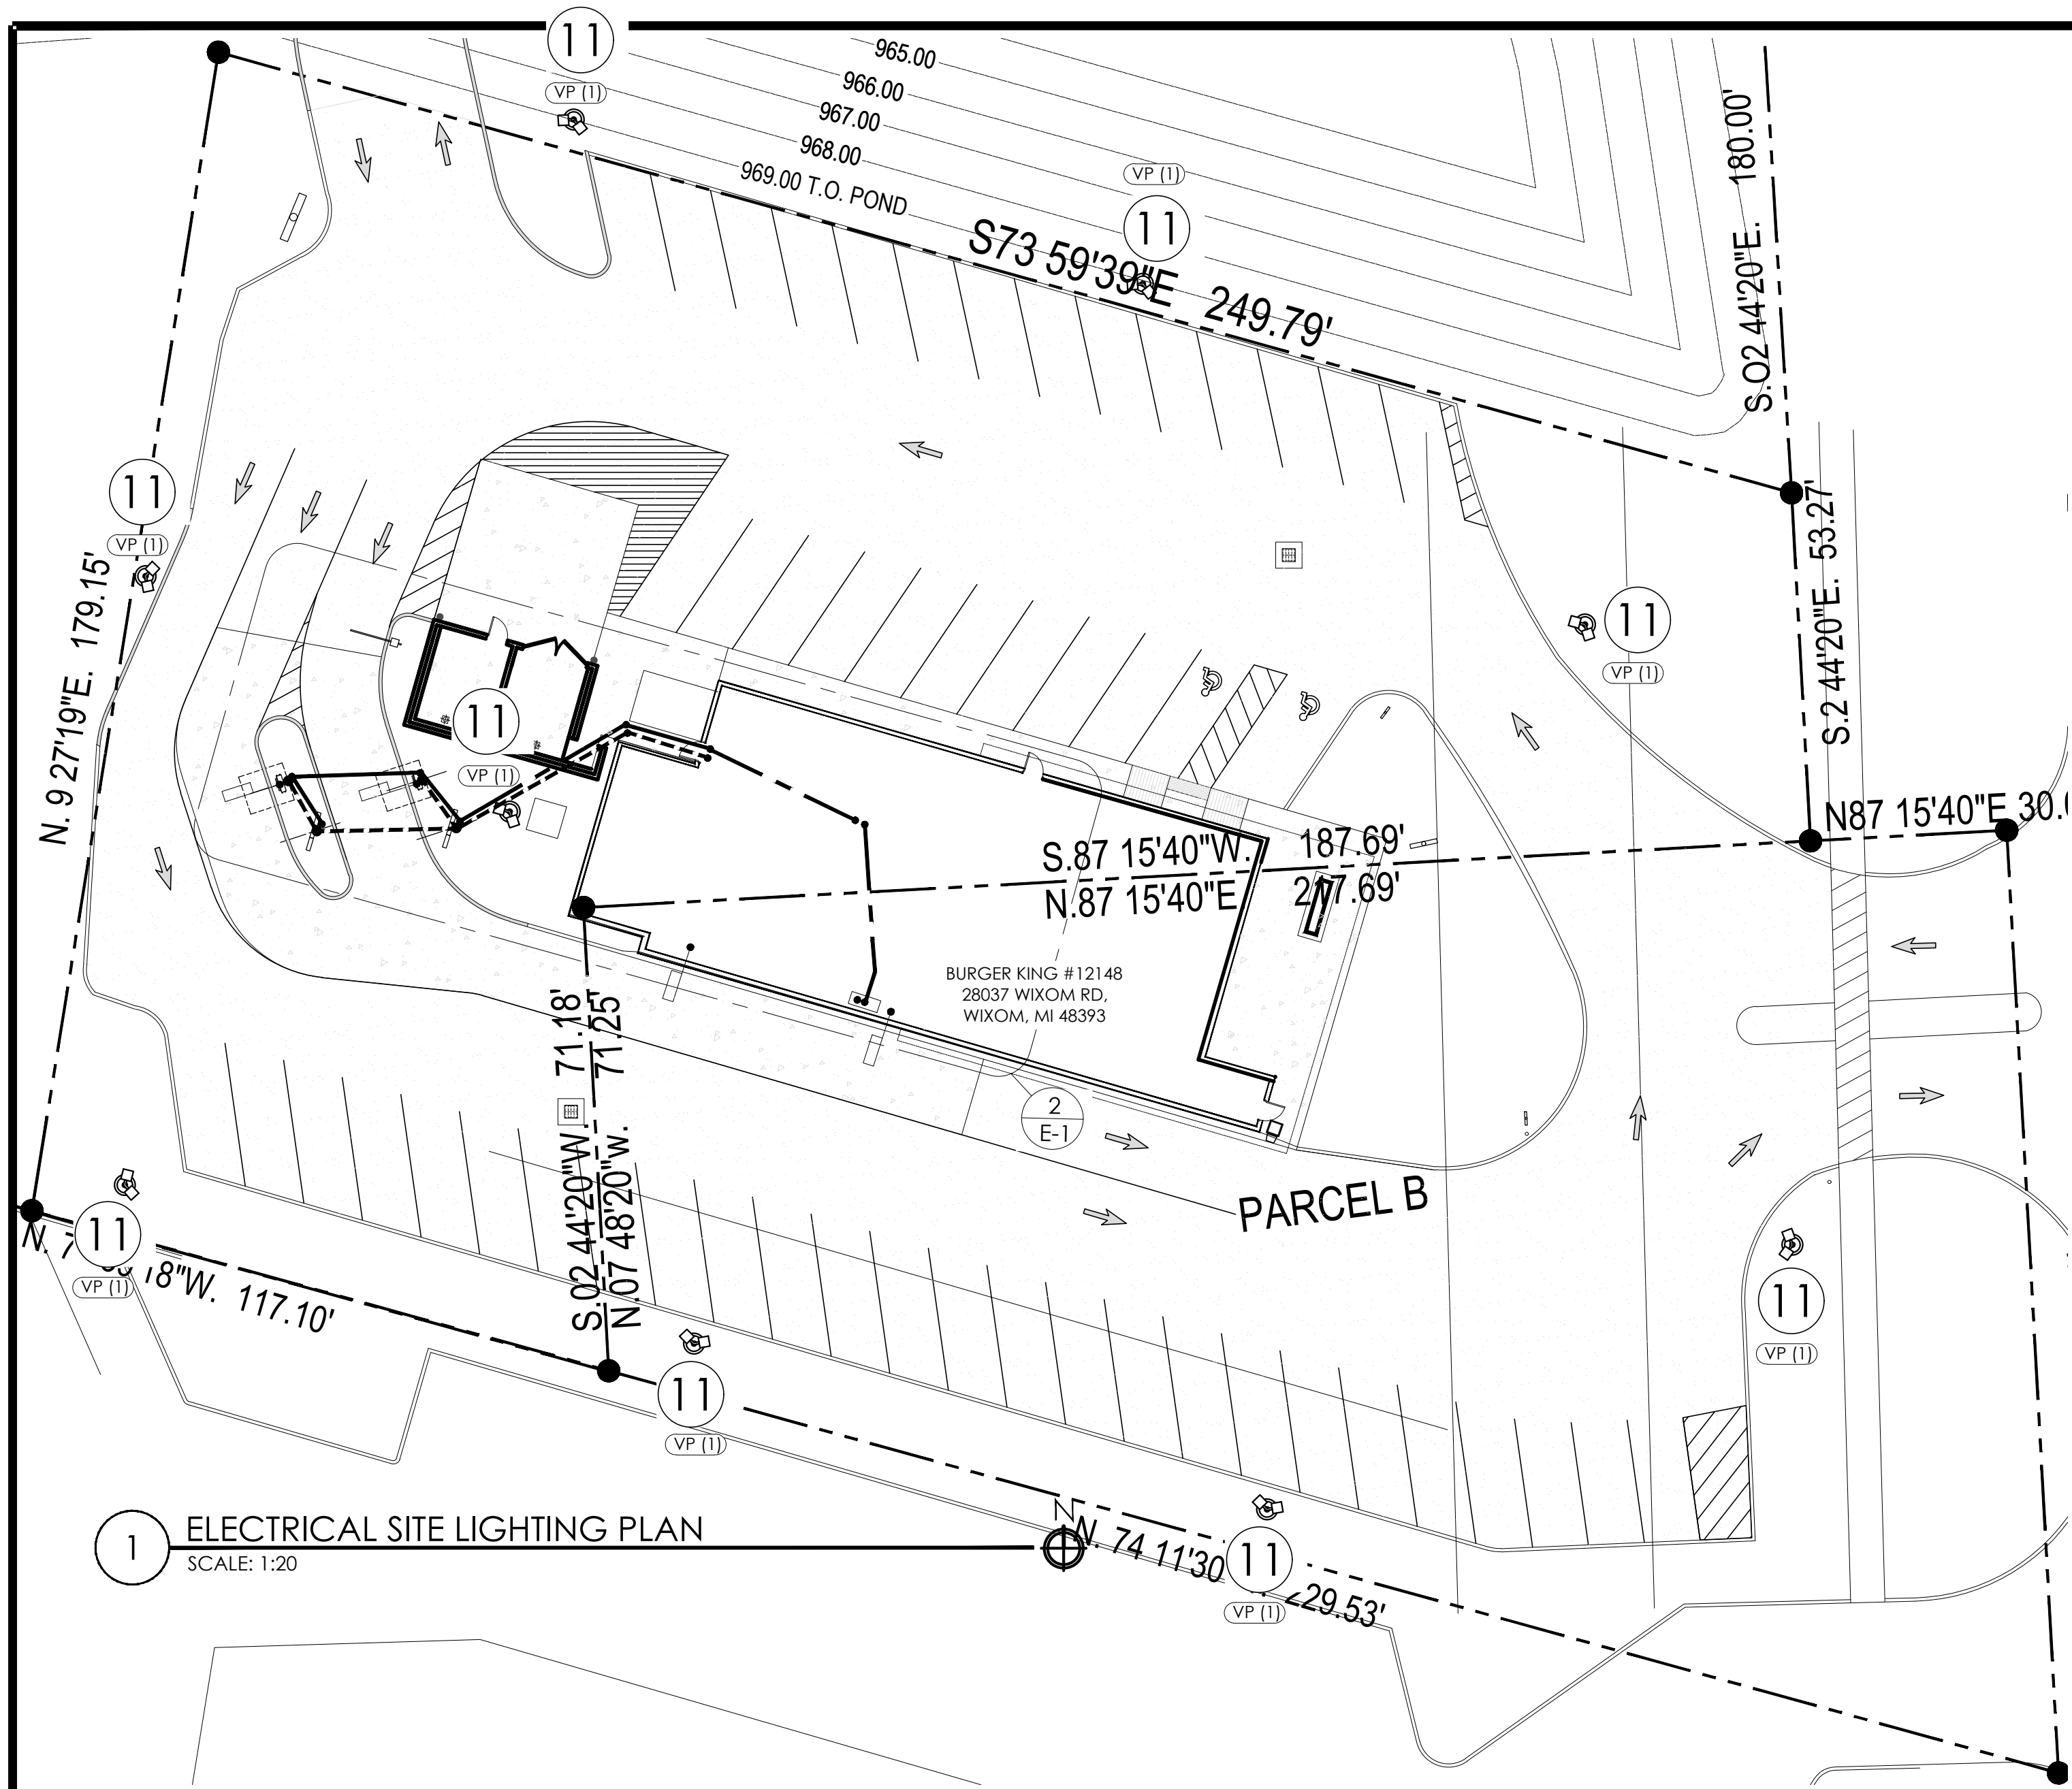 11
VP (1)
965.00
966.00
967.00
968.00
969.00 T.O. POND
VP (1)
11
S73 59'39"E 249.79'
S.O2 44'20"E. 180.00'
11
VP (1)
N. 9 27'19"E. 179.15'
11
VP (1)
S.2 44'20"E. 53.27'
11
VP (1)
N87 15'40"E
S.87 15'40"W. 187.69'
N.87 15'40"E 217.69'
BURGER KING #12148
28037 WIXOM RD,
WIXOM, MI 48393
2
E-1
S.02 44'20"W. 71.18'
N.07 48'20"w. 71.25'
PARCEL B
11
VP (1)
117.10'
11
VP (1)
11
VP (1)
1
ELECTRICAL SITE LIGHTING PLAN
SCALE: 1:20
N
N. 74 11'30
29.53'
11
VP (1)